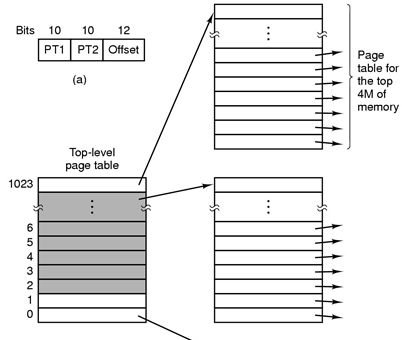 Bits 10 10 12
PT1 PT2 Offset
(a)
Page
table for
the top
4M of
memory
Top-level
page table
1023
6
5
4
3
2
1
0